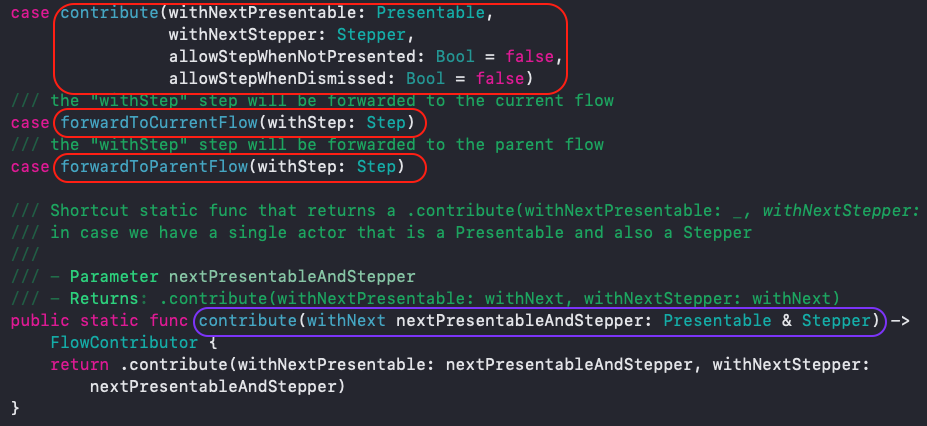 case contribute(withNextPresentable: Presentable,
withNextStepper: Stepper,
allowStepWhenNotPresented: Bool = false,
allowStepWhenDismissed: Bool = false)
/// the "withStep" step will be forwarded to the current flow
case forwardToCurrentFlow(withStep: Step)
/// the "withStep" step will be forwarded to the parent flow
case forwardToParentFlow(withStep: Step)
/// Shortcut static func that returns a .contribute(withNextPresentable: _, withNextStepper:
/// in case we have a single actor that is a Presentable and also a Stepper
///
/// - Parameter nextPresentableAndStepper
/// - Returns: .contribute(withNextPresentable: withNext, withNextStepper: withNext)
public static func contribute(withNext nextPresentableAndStepper: Presentable & Stepper) ->
FlowContributor {
return .contribute(withNextPresentable: nextPresentableAndStepper, withNextStepper:
nextPresentableAndStepper)
}